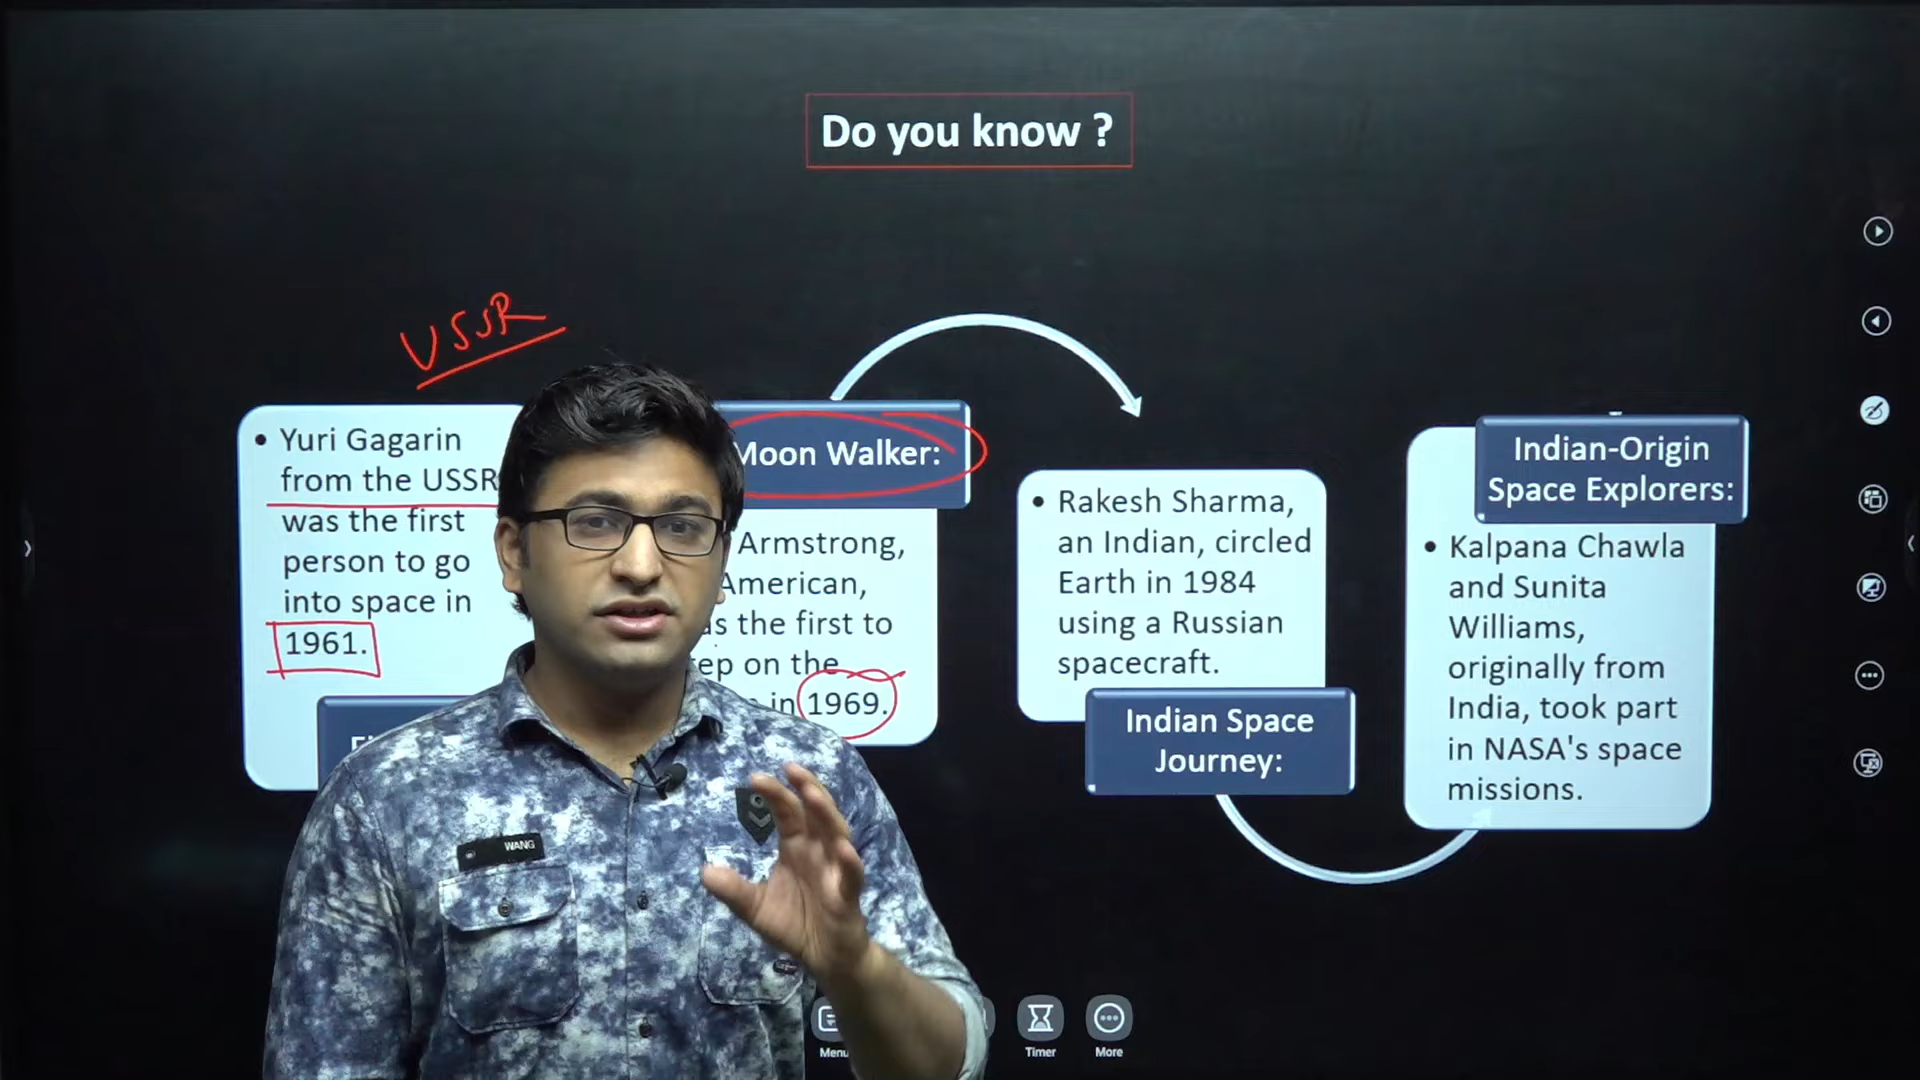 Do you know ?
USSR
Yuri Gagarin
from the USSR
was the first
person to go
into space in
1961.
Moon Walker:
Armstrong,
American,
the first to
on the
in 1969.
• Rakesh Sharma,
an Indian, circled
Earth in 1984
using a Russian
spacecraft.
Indian Space
Journey:
Indian-Origin
Space Explorers:
• Kalpana Chawla
and Sunita
Williams,
originally from
India, took part
in NASA's space
missions.
WANG
Menu
Timer
More